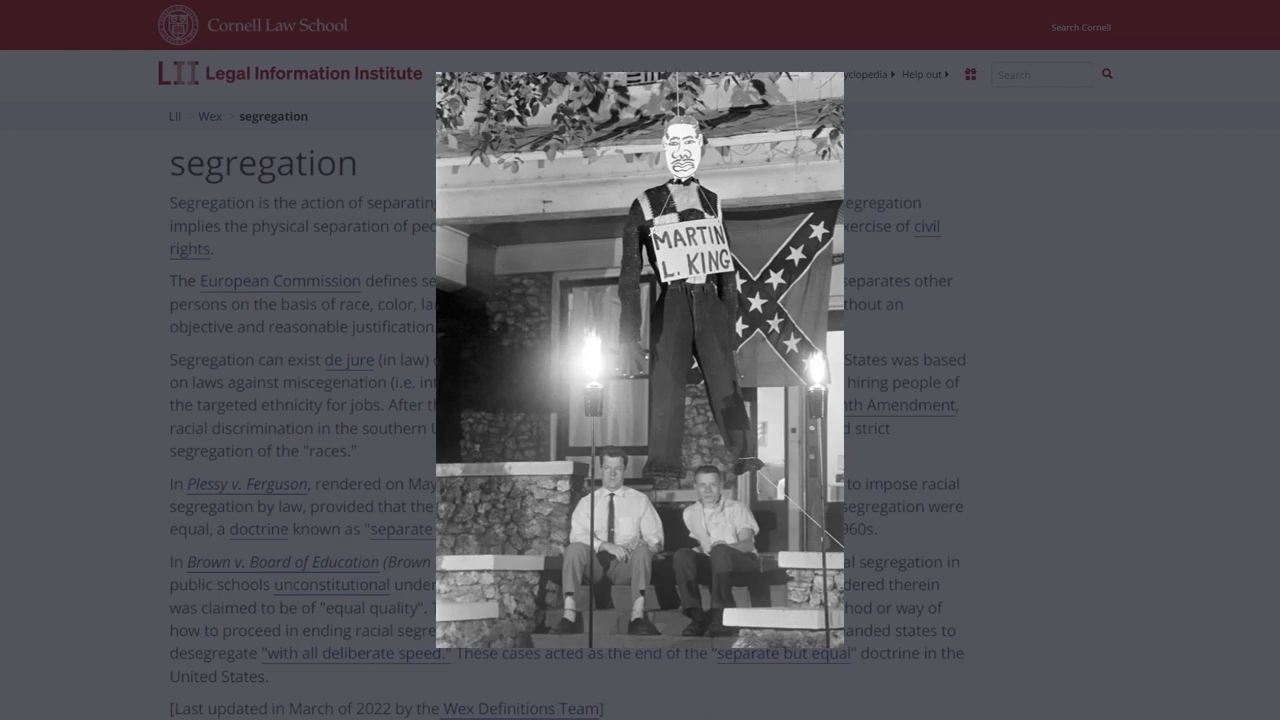 Cornell Law School
Search Cornell
LII Legal Information Institute
Help out
Search
LII > Wex > segregation
segregation
Segregation is the action of
egregation
implies the physical separation of
xercise of civil
rights.
MARTIN
L. KING
The European Commission defines
separates other
persons on the basis of race, color,
thout an
objective and reasonable justification
Segregation can exist de jure (in law)
States was based
on laws against miscegenation (i.e.
hiring people of
the targeted ethnicity for jobs. After
nth Amendment,
racial discrimination in the southern
d strict
segregation of the "races."
In Plessy v. Ferguson, rendered on May
to impose racial
segregation by law, provided that the
segregation were
equal, a doctrine known as "separate
960s.
In Brown v. Board of Education (Brown
al segregation in
public schools unconstitutional under
dered therein
was claimed to be of "equal quality".
hod or way of
how to proceed in ending racial
anded states to
desegregate "with all deliberate speed." These cases acted as the end of the "separate but equal" doctrine in the
United States.
[Last updated in March of 2022 by the Wex Definitions Team]